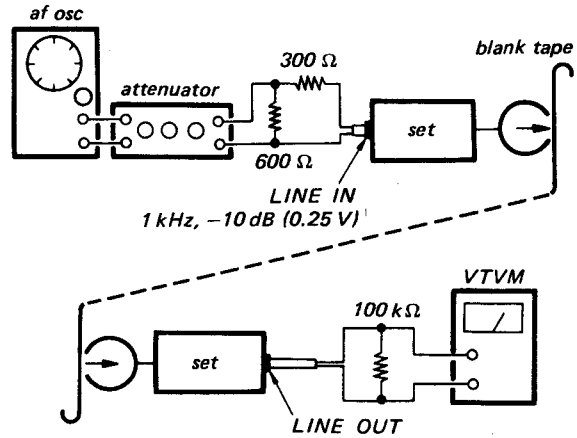 af osc
attenuator
300 Ω
600 Ω
set
blank tape
LINE IN
1 kHz, −10 dB (0.25 V)
set
100 kΩ
VTVM
LINE OUT